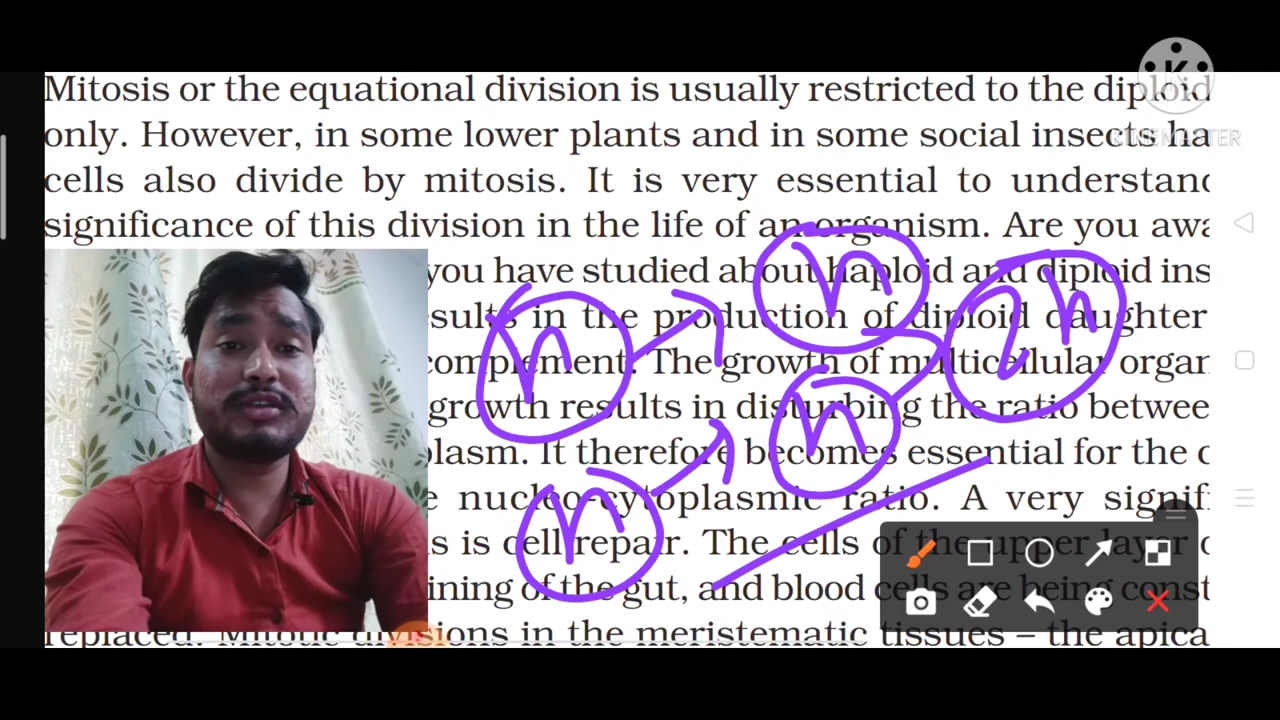 Mitosis or the equational division is usually restricted to the diploid
only. However, in some lower plants and in some social insects ha
cells also divide by mitosis. It is very essential to understand
significance of this division in the life of an organism. Are you awa
you have studied about haploid and diploid ins
sults in the production of diploid daughter
complement. The growth of multicellular organ
growth results in disturbing the ratio betwee
plasm. It therefore becomes essential for the c
e nucleo-cytoplasmic ratio. A very signif
s is cell repair. The cells of the upper layer o
ining of the gut, and blood cells are being const
replaced. Mitotic divisions in the meristematic tissues – the apica
K
KINEMASTER
n
n
n
n
2n